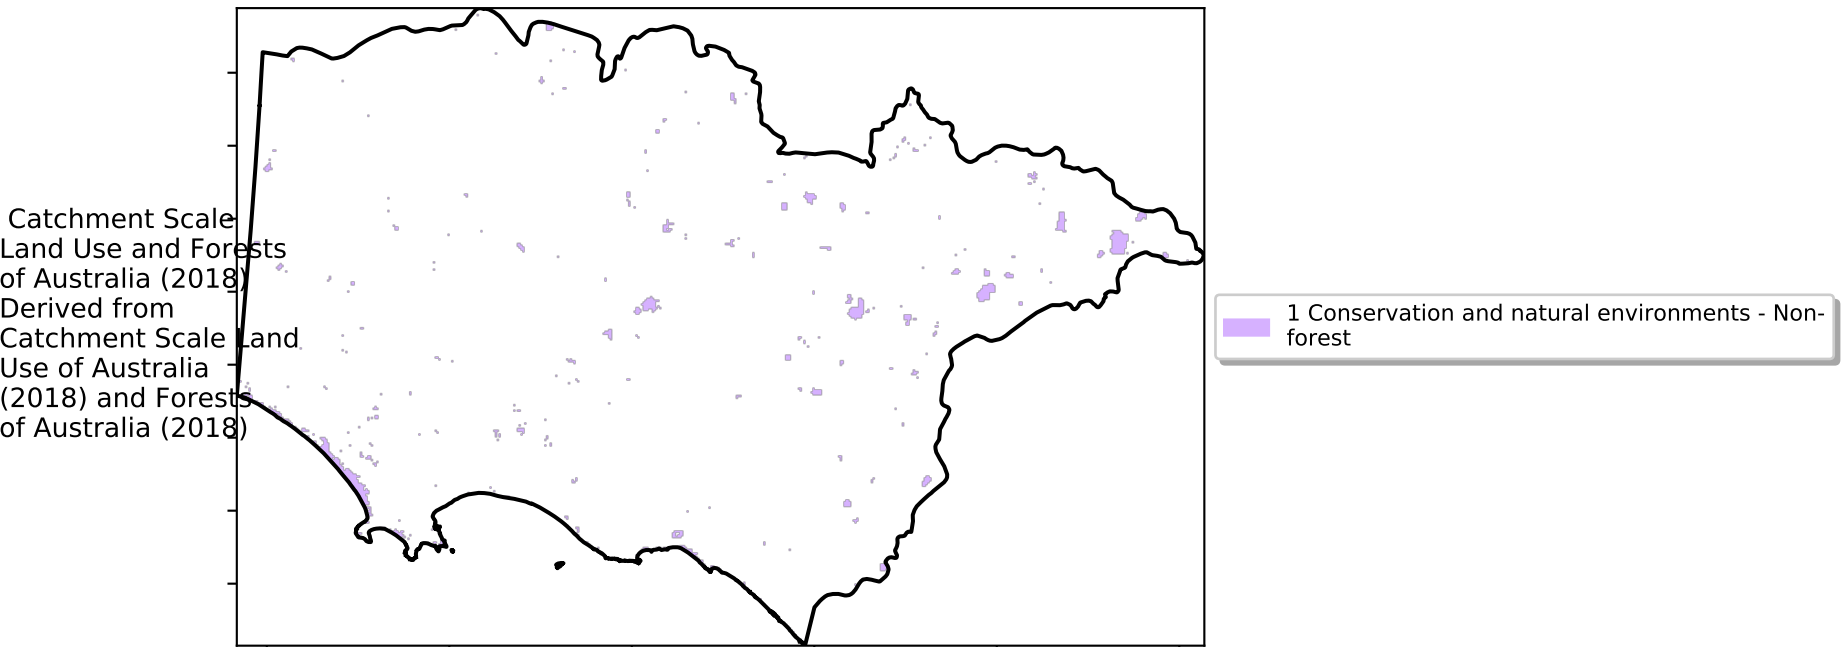 Catchment Scale
Land Use and Forests
of Australia (2018)
Derived from
Catchment Scale Land
Use of Australia
(2018) and Forests
of Australia (2018)
1 Conservation and natural environments - Non-
forest